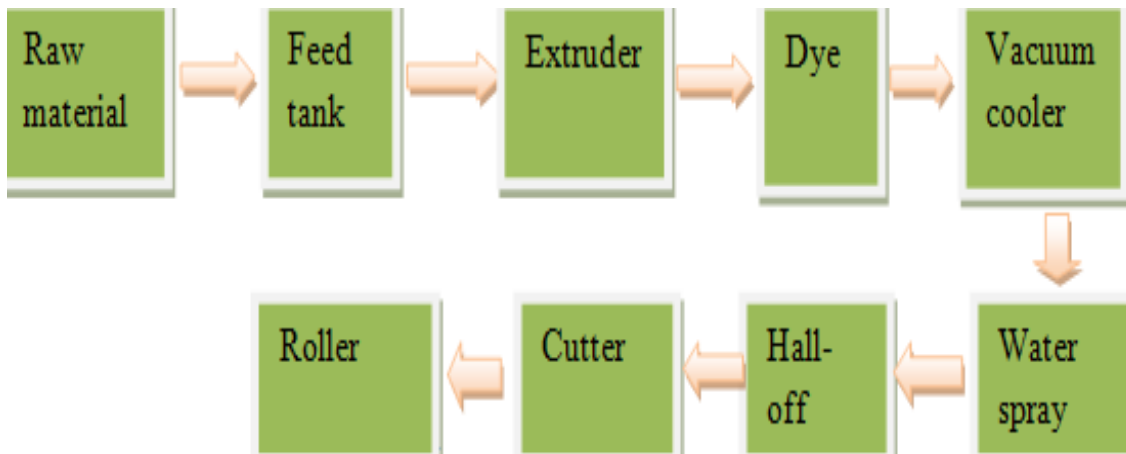 Raw
material
Feed
tank
Extruder
Dye
Vacuum
cooler
Water
spray
Hall-
off
Cutter
Roller